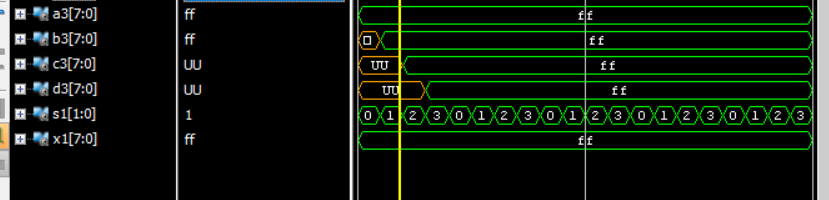 a3[7:0] ff ff
b3[7:0] ff ff
c3[7:0] UU UU ff
d3[7:0] UU UU ff
s1[1:0] 1 0 1 2 3 0 1 2 3 0 1 2 3 0 1 2 3 0 1 2 3
x1[7:0] ff ff